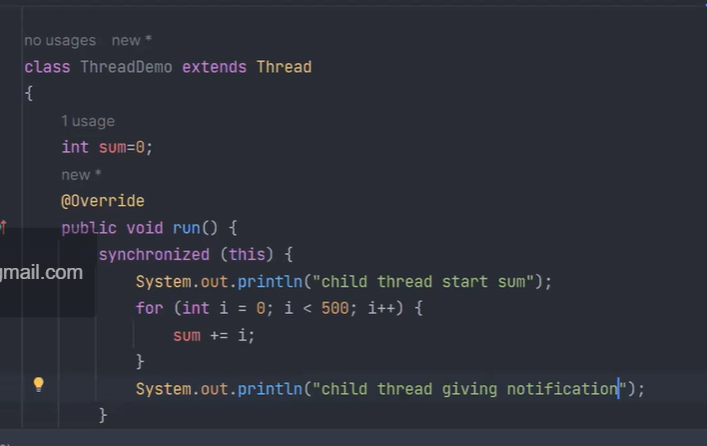 no usages new *
class ThreadDemo extends Thread
{
1 usage
int sum=0;
new *
@Override
public void run() {
synchronized (this) {
gmail.com
System.out.println("child thread start sum");
for (int i = 0; i < 500; i++) {
sum += i;
}
System.out.println("child thread giving notification");
}